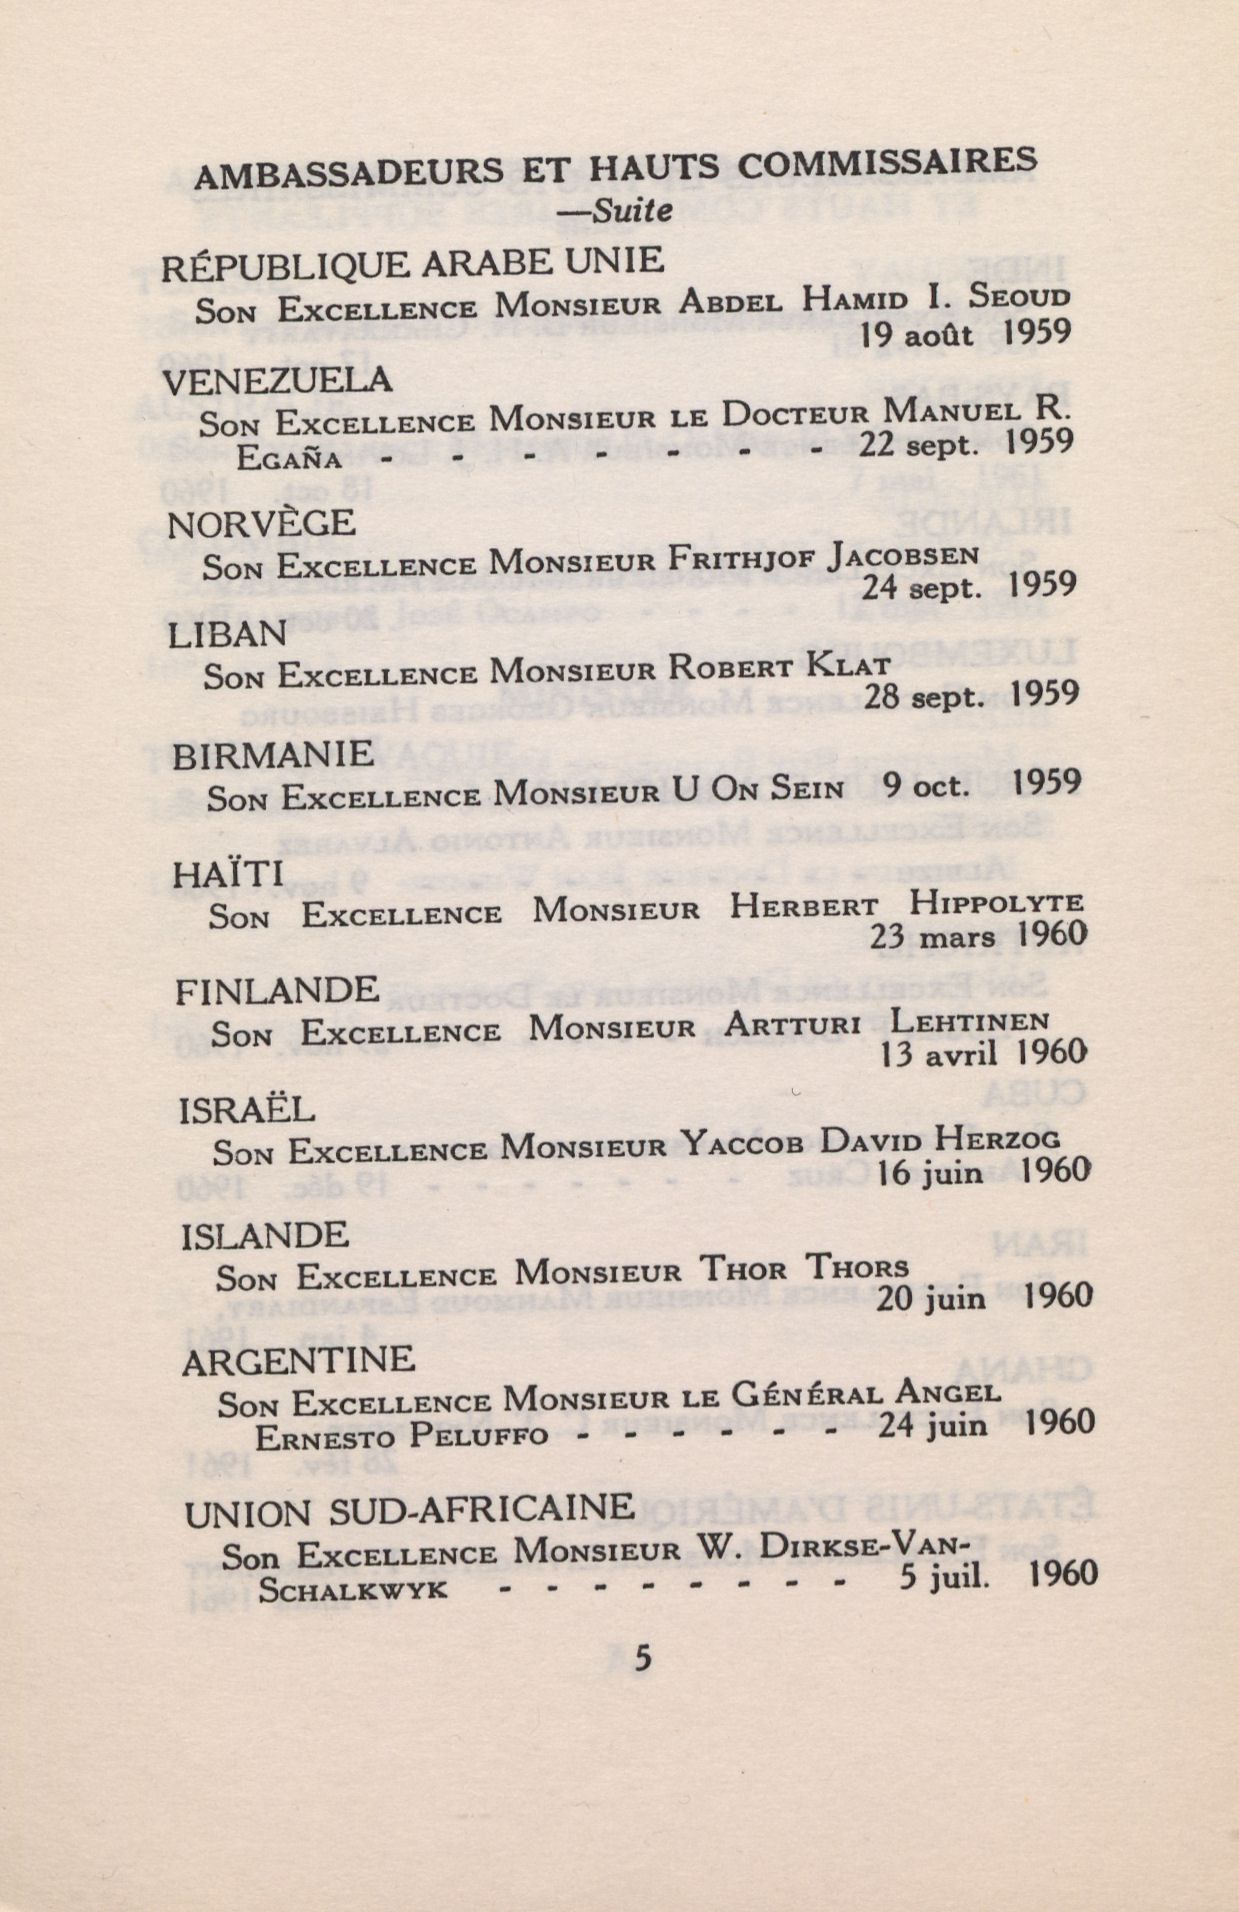 AMBASSADEURS ET HAUTS COMMISSAIRES
—Suite
RÉPUBLIQUE ARABE UNIE
Son Excellence Monsieur Abdel Hamid I. Seoud
19 août 1959
VENEZUELA
Son Excellence Monsieur le Docteur Manuel R.
Egaña - - - - - - - 22 sept. 1959
NORVÈGE
Son Excellence Monsieur Frithjof Jacobsen
24 sept. 1959
LIBAN
Son Excellence Monsieur Robert Klat
28 sept. 1959
BIRMANIE
Son Excellence Monsieur U On Sein 9 oct. 1959
HAÏTI
Son Excellence Monsieur Herbert Hippolyte
23 mars 1960
FINLANDE
Son Excellence Monsieur Artturi Lehtinen
13 avril 1960
ISRAËL
Son Excellence Monsieur Yaccob David Herzog
16 juin 1960
ISLANDE
Son Excellence Monsieur Thor Thors
20 juin 1960
ARGENTINE
Son Excellence Monsieur le Général Angel
Ernesto Peluffo - - - - - - 24 juin 1960
UNION SUD-AFRICAINE
Son Excellence Monsieur W. Dirkse-Van-
Schalkwyk - - - - - - - - 5 juil. 1960
5